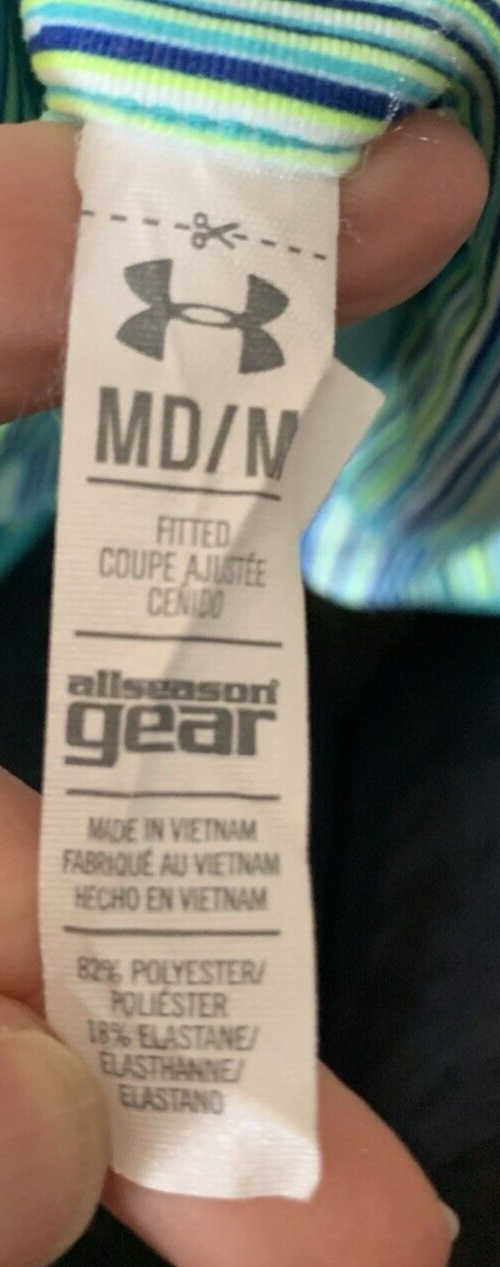 MD/M
FITTED
COUPE AJUSTÉE
CEÑIDO
allseason
gear
MADE IN VIETNAM
FABRIQUÉ AU VIETNAM
HECHO EN VIETNAM
82% POLYESTER/
POLIÉSTER
18% ELASTANE/
ÉLASTHANNE/
ELASTANO